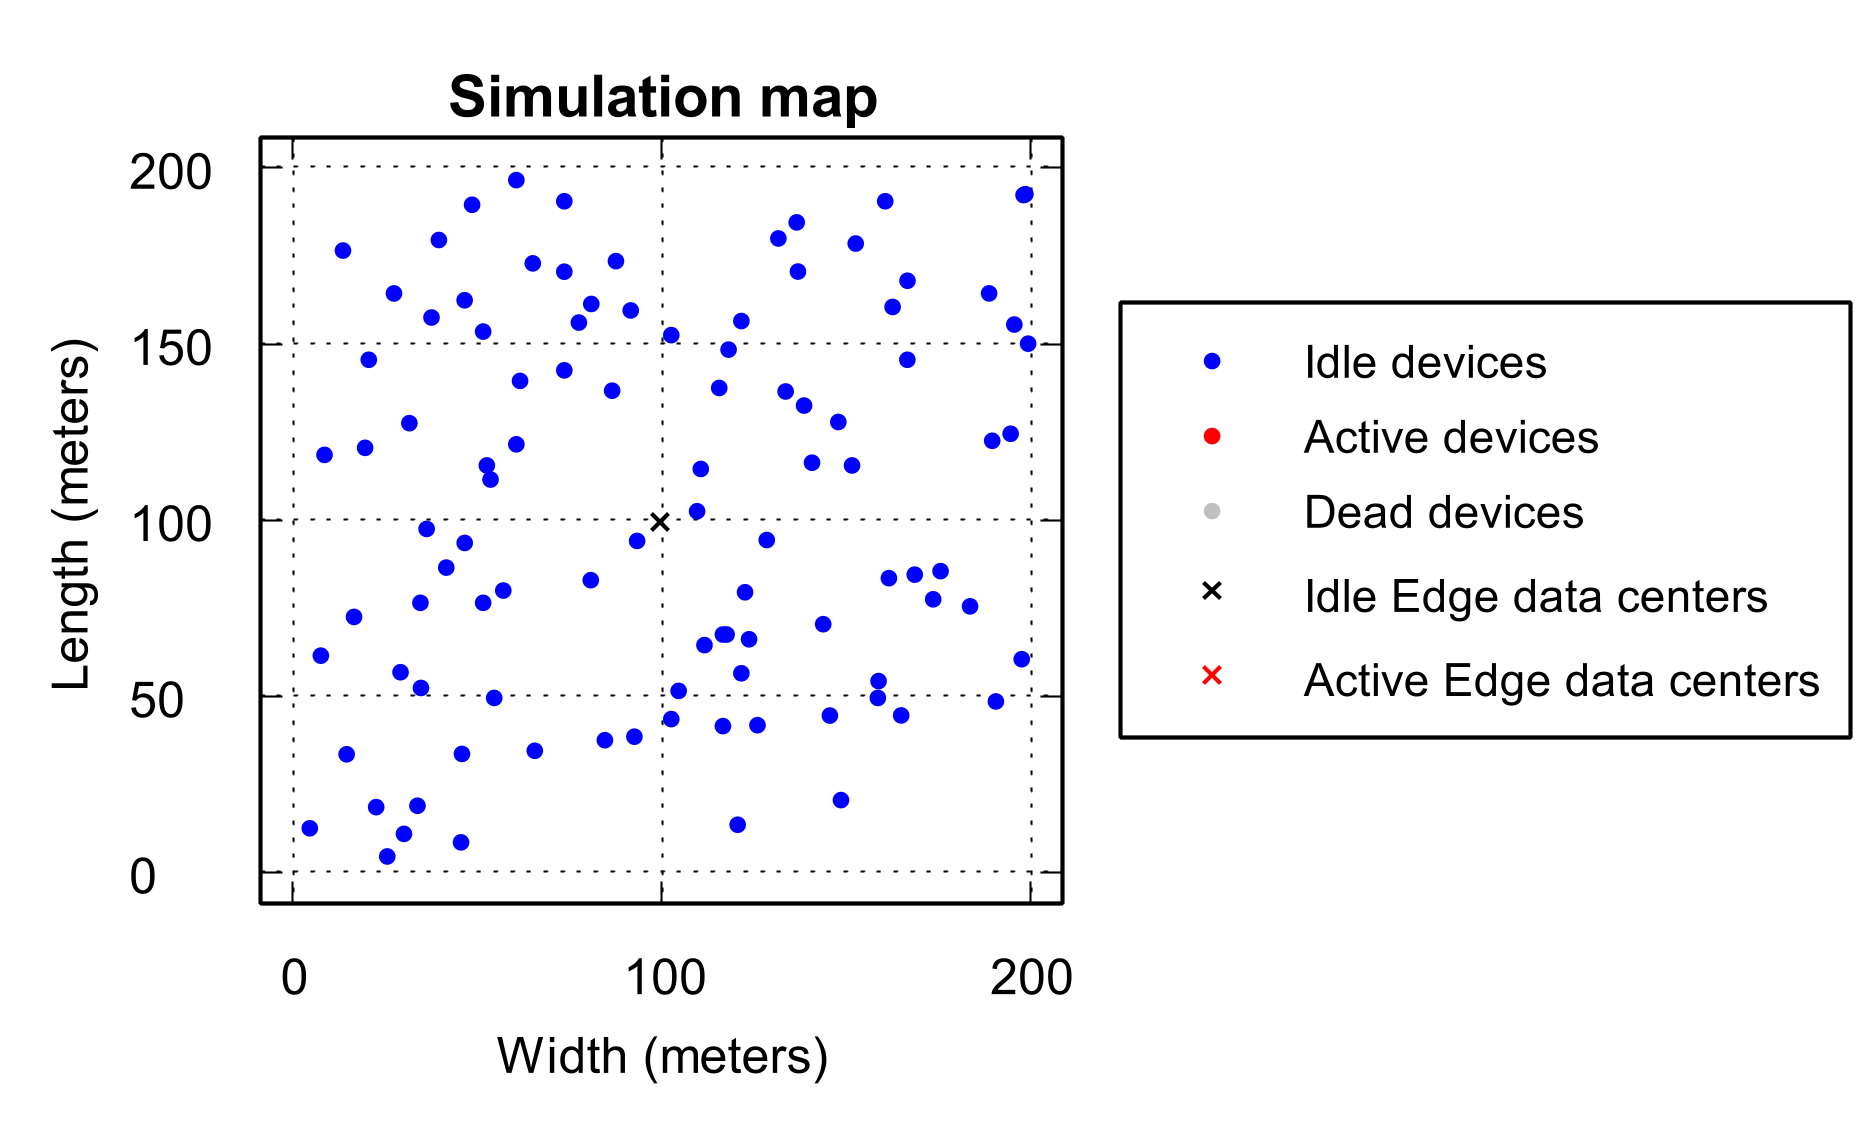 Simulation map
200
150
100
50
0
Length (meters)
0 100 200
Width (meters)
Idle devices
Active devices
Dead devices
Idle Edge data centers
Active Edge data centers